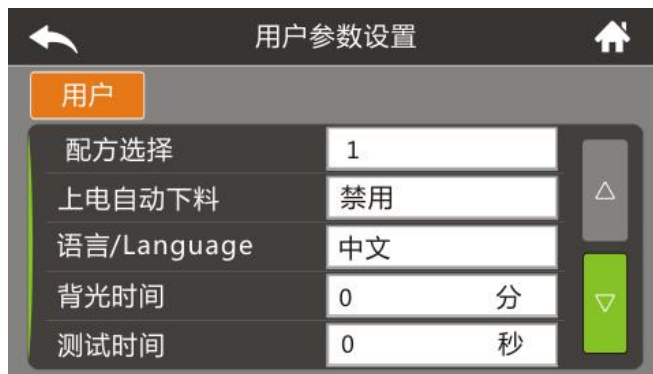 用户参数设置
用户
配方选择 1
上电自动下料 禁用
语言/Language 中文
背光时间 0 分
测试时间 0 秒